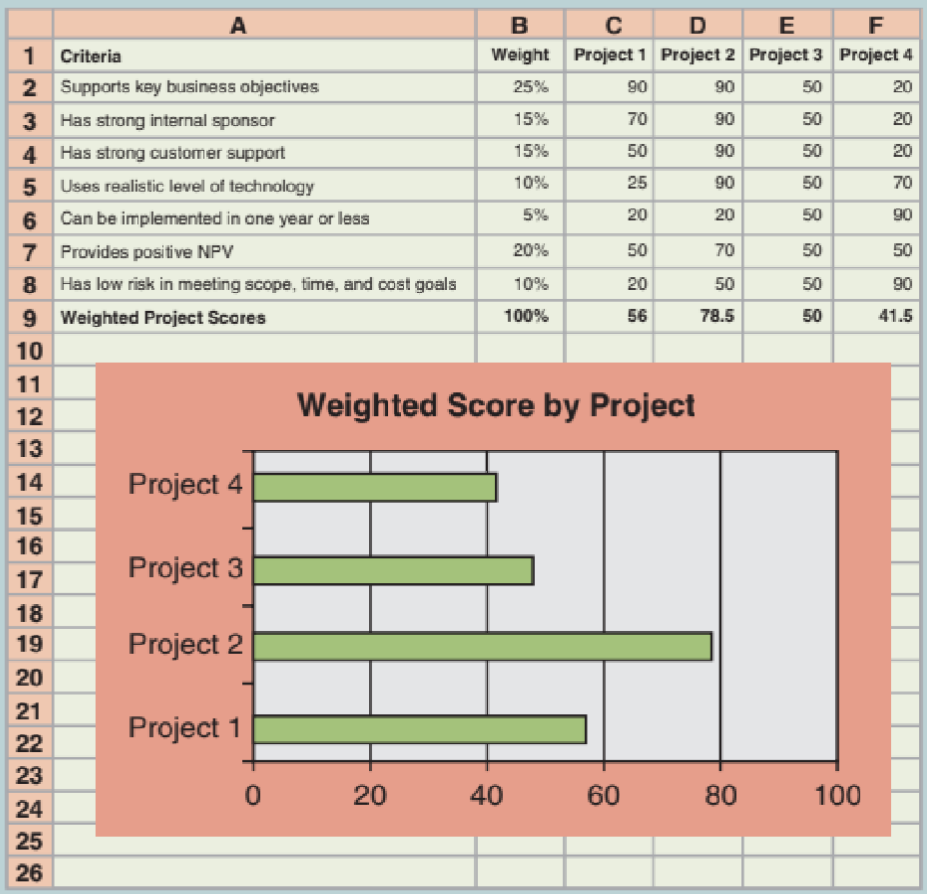 A B C D E F
1 Criteria Weight Project 1 Project 2 Project 3 Project 4
2 Supports key business objectives 25% 90 90 50 20
3 Has strong internal sponsor 15% 70 90 50 20
4 Has strong customer support 15% 50 90 50 20
5 Uses realistic level of technology 10% 25 90 50 70
6 Can be implemented in one year or less 5% 20 20 50 90
7 Provides positive NPV 20% 50 70 50 50
8 Has low risk in meeting scope, time, and cost goals 10% 20 50 50 90
9 Weighted Project Scores 100% 56 78.5 50 41.5
10
11
12 Weighted Score by Project
13
14 Project 4
15
16
17 Project 3
18
19 Project 2
20
21
22 Project 1
23
24 0 20 40 60 80 100
25
26